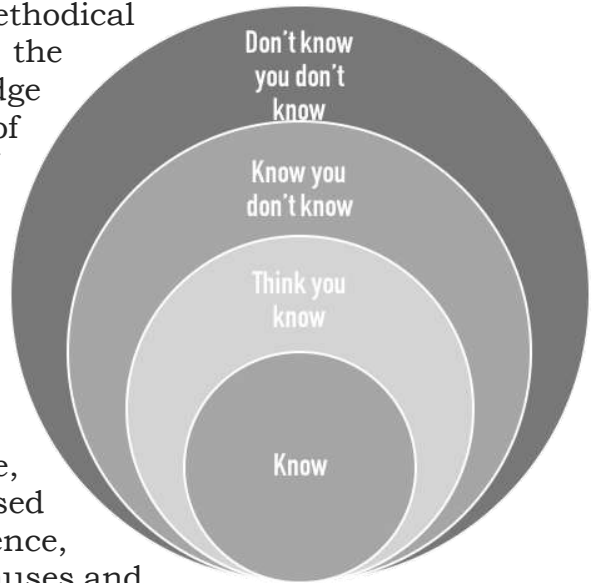 ethodical
the
dge
of
Don't know
you don't
know
Know you
don't know
Think you
know
Know
e,
sed
ence,
uses and